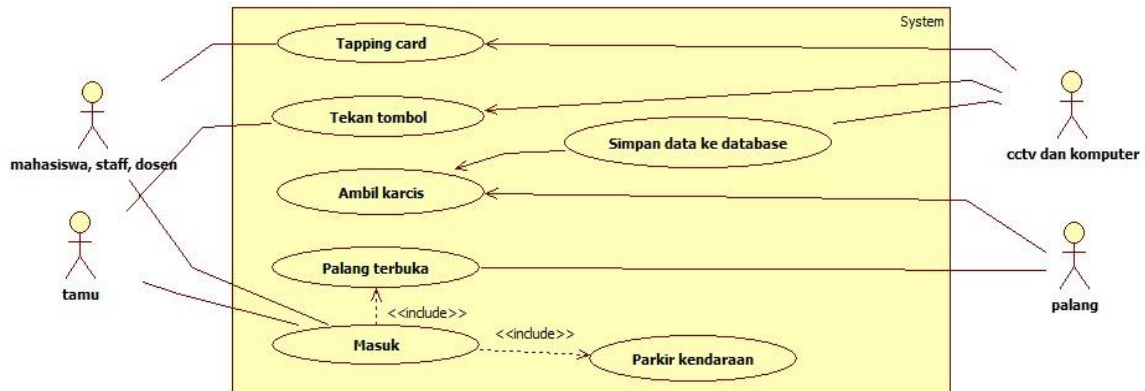 System
Tapping card
Tekan tombol
Simpan data ke database
mahasiswa, staff, dosen
cctv dan komputer
Ambil karcis
Palang terbuka
tamu
palang
<<include>>
<<include>>
Masuk
Parkir kendaraan